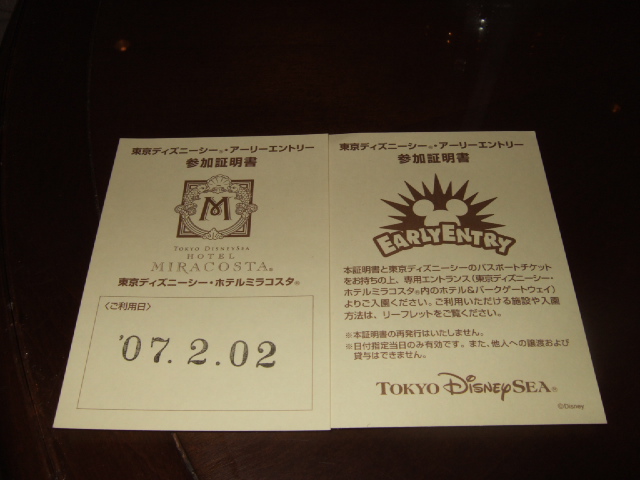 東京ディズニーシー®・アーリーエントリー
参加証明書
M
TOKYO DISNEYSEA
HOTEL
MIRACOSTA®
東京ディズニーシー・ホテルミラコスタ®
〈ご利用日〉
'07.2.02
東京ディズニーシー®・アーリーエントリー
参加証明書
EARLY ENTRY
本証明書と東京ディズニーシーのパスポートチケット
をお持ちの上、専用エントランス(東京ディズニーシー・
ホテルミラコスタ®内のホテル&パークゲートウェイ)
よりご入園ください。ご利用いただける施設や入園
方法は、リーフレットをご覧ください。
※本証明書の再発行はいたしません。
※日付指定当日のみ有効です。また、他人への譲渡および
貸与はできません。
TOKYO DISNEYSEA®
©Disney